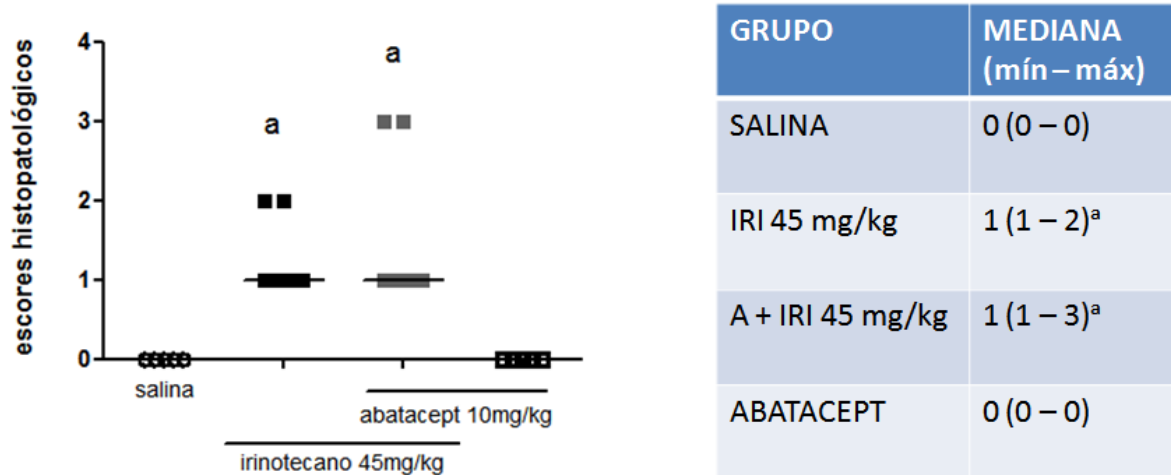 escores histopatológicos
4
3
2
1
0
a
a
salina
abatacept 10mg/kg
irinotecano 45mg/kg
GRUPO MEDIANA
(mín – máx)
SALINA 0 (0 – 0)
IRI 45 mg/kg 1 (1 – 2)ᵃ
A + IRI 45 mg/kg 1 (1 – 3)ᵃ
ABATACEPT 0 (0 – 0)